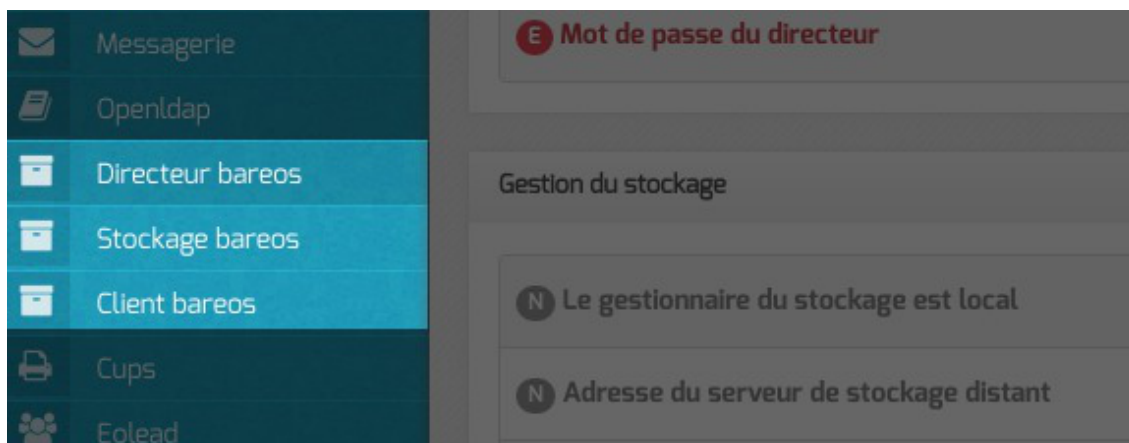 Messagerie
Openldap
Directeur bareos
Stockage bareos
Client bareos
Cups
Eolead
E Mot de passe du directeur
Gestion du stockage
N Le gestionnaire du stockage est local
N Adresse du serveur de stockage distant